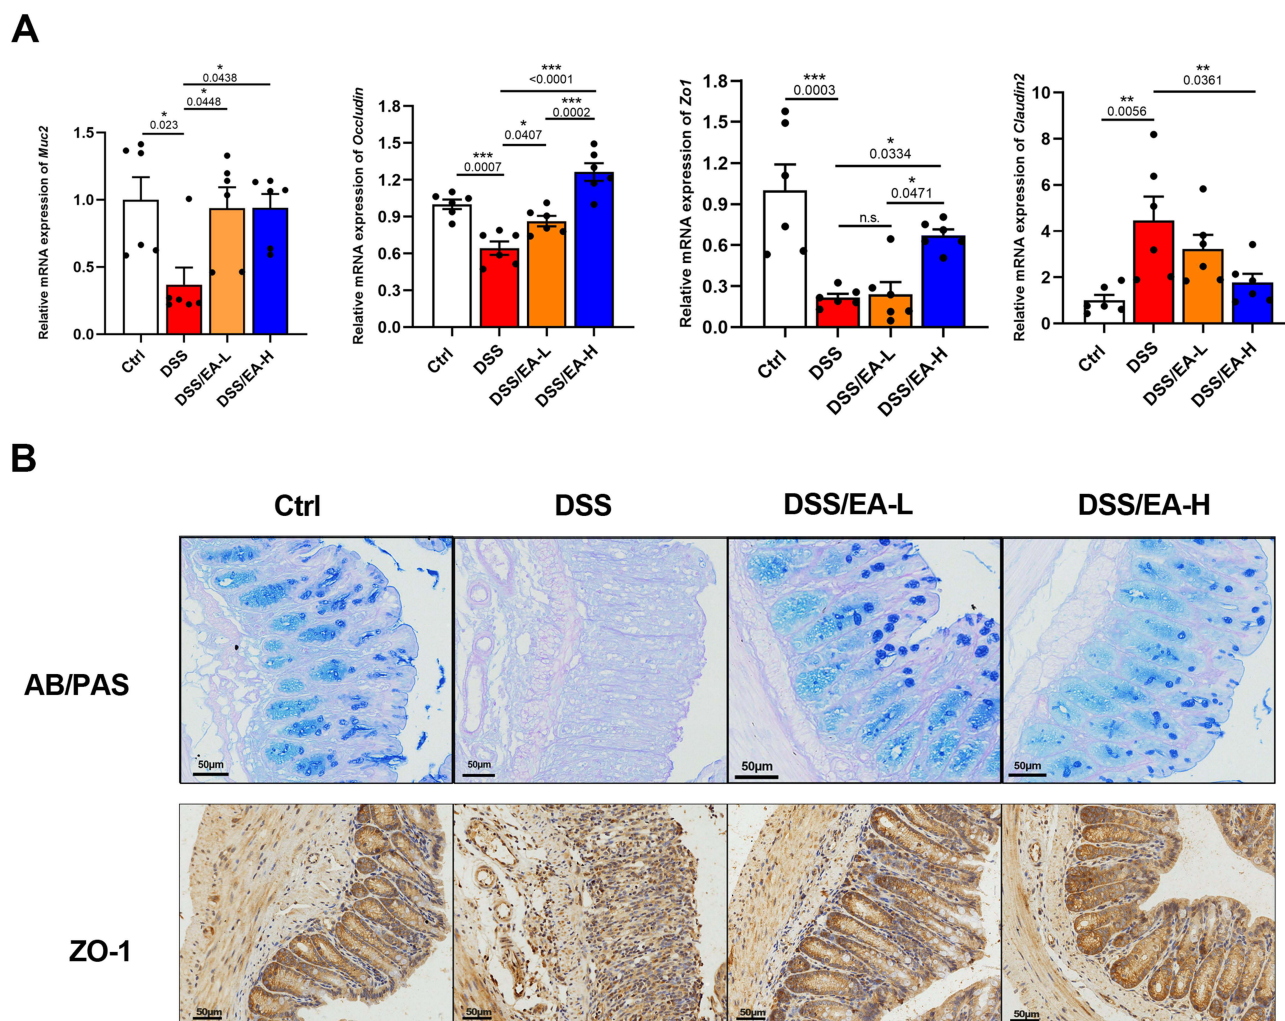 A
Relative mRNA expression of Muc2
1.5
1.0
0.5
0.0
*
0.0438
*
0.0448
*
0.023
Ctrl
DSS
DSS/EA-L
DSS/EA-H
Relative mRNA expression of Occludin
1.8
1.5
1.2
0.9
0.6
0.3
0.0
***
<0.0001
***
0.0002
*
0.0407
***
0.0007
Ctrl
DSS
DSS/EA-L
DSS/EA-H
Relative mRNA expression of Zo1
1.8
1.5
1.2
0.9
0.6
0.3
0.0
***
0.0003
*
0.0334
*
0.0471
n.s.
Ctrl
DSS
DSS/EA-L
DSS/EA-H
Relative mRNA expression of Claudin2
10
8
6
4
2
0
**
0.0361
**
0.0056
Ctrl
DSS
DSS/EA-L
DSS/EA-H
B
Ctrl
DSS
DSS/EA-L
DSS/EA-H
AB/PAS
50μm
50μm
50μm
50μm
ZO-1
50μm
50μm
50μm
50μm